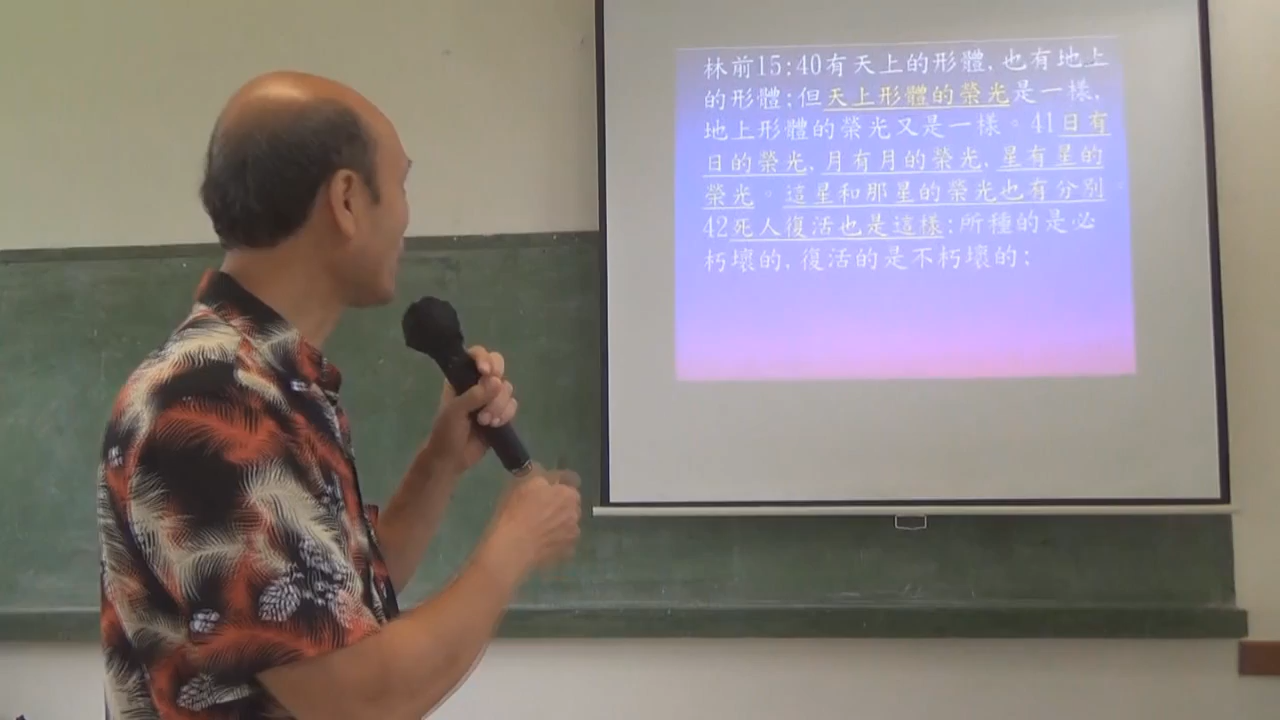 林前15:40有天上的形體,也有地上
的形體;但天上形體的榮光是一樣,
地上形體的榮光又是一樣。41日有
日的榮光,月有月的榮光,星有星的
榮光。這星和那星的榮光也有分別
42死人復活也是這樣:所種的是必
朽壞的,復活的是不朽壞的;